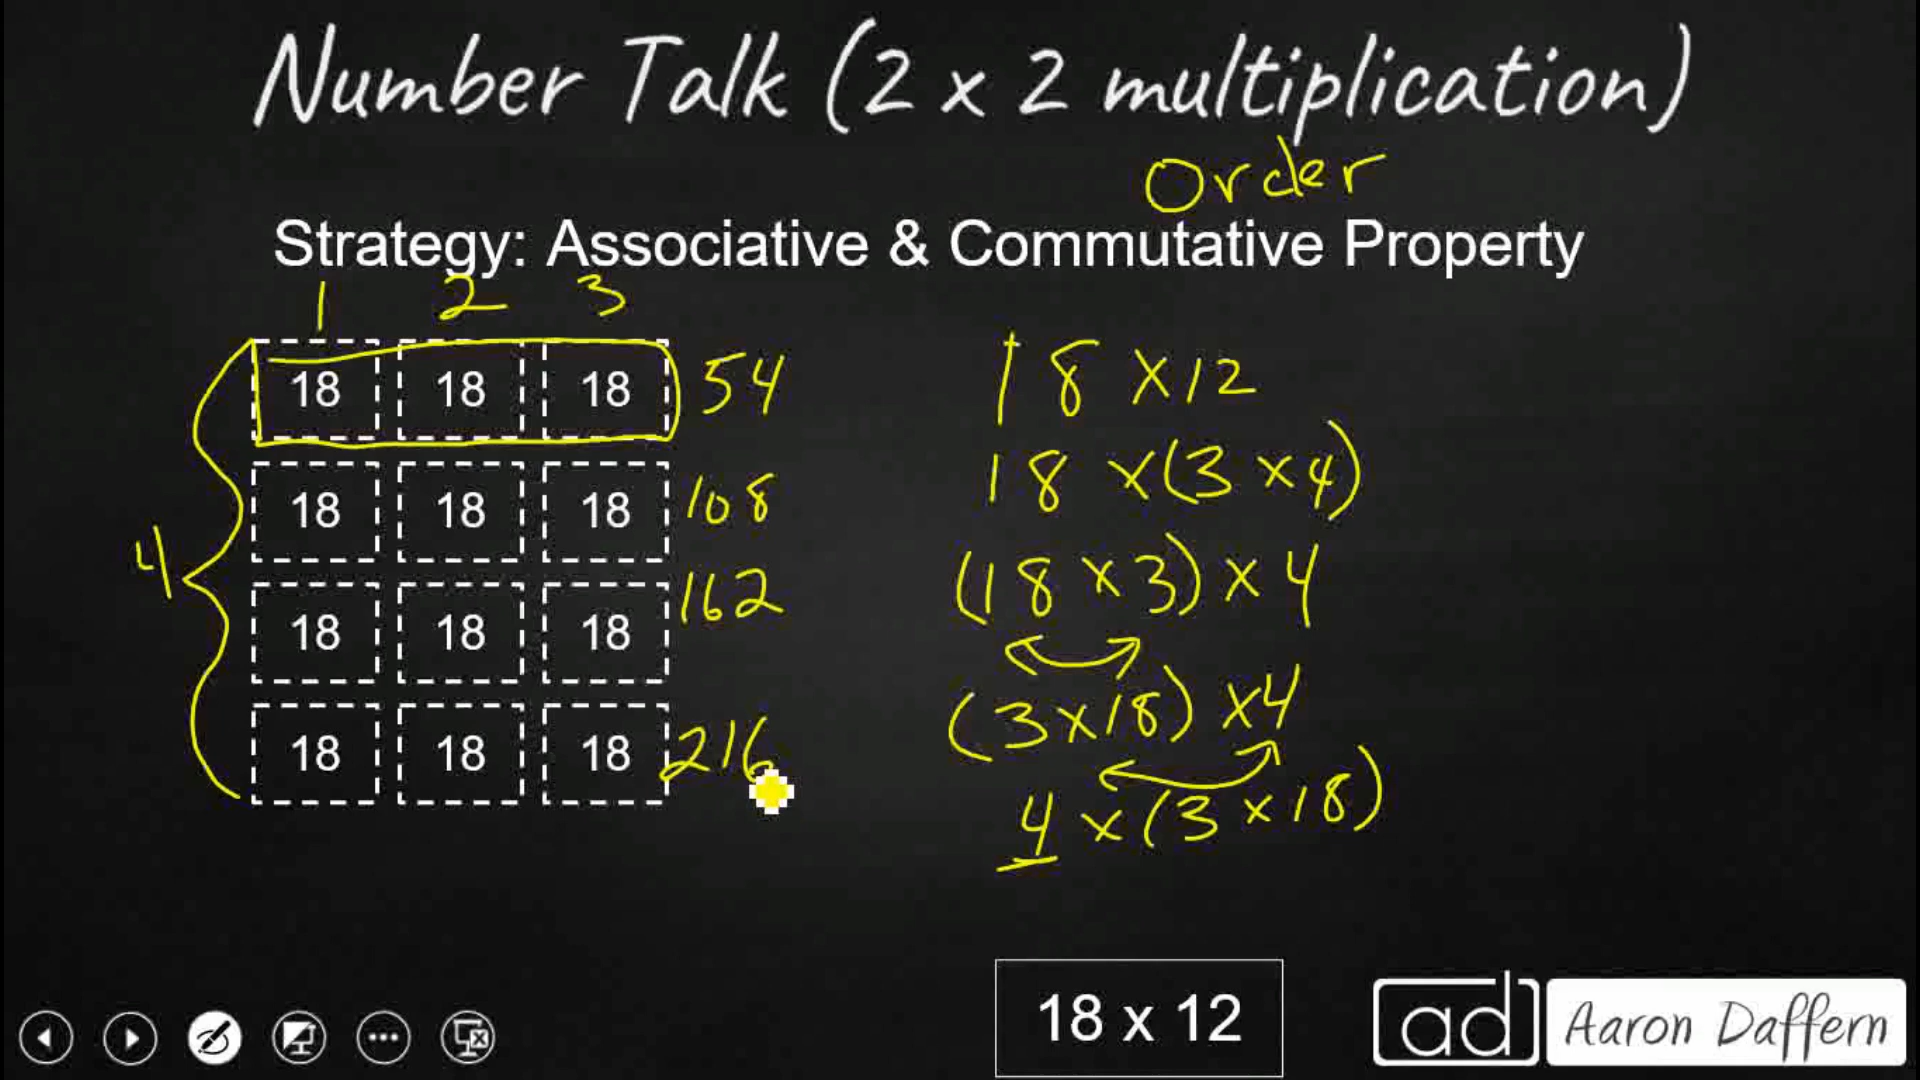 Number Talk (2 x 2 multiplication)
Order
Strategy: Associative & Commutative Property
1 2 3
18 18 18 54
18 18 18 108
4
18 18 18 162
18 18 18 216
18 x 12
18 x (3 x 4)
(18 x 3) x 4
(3 x 18) x 4
4 x (3 x 18)
18 x 12
ad Aaron Daffern